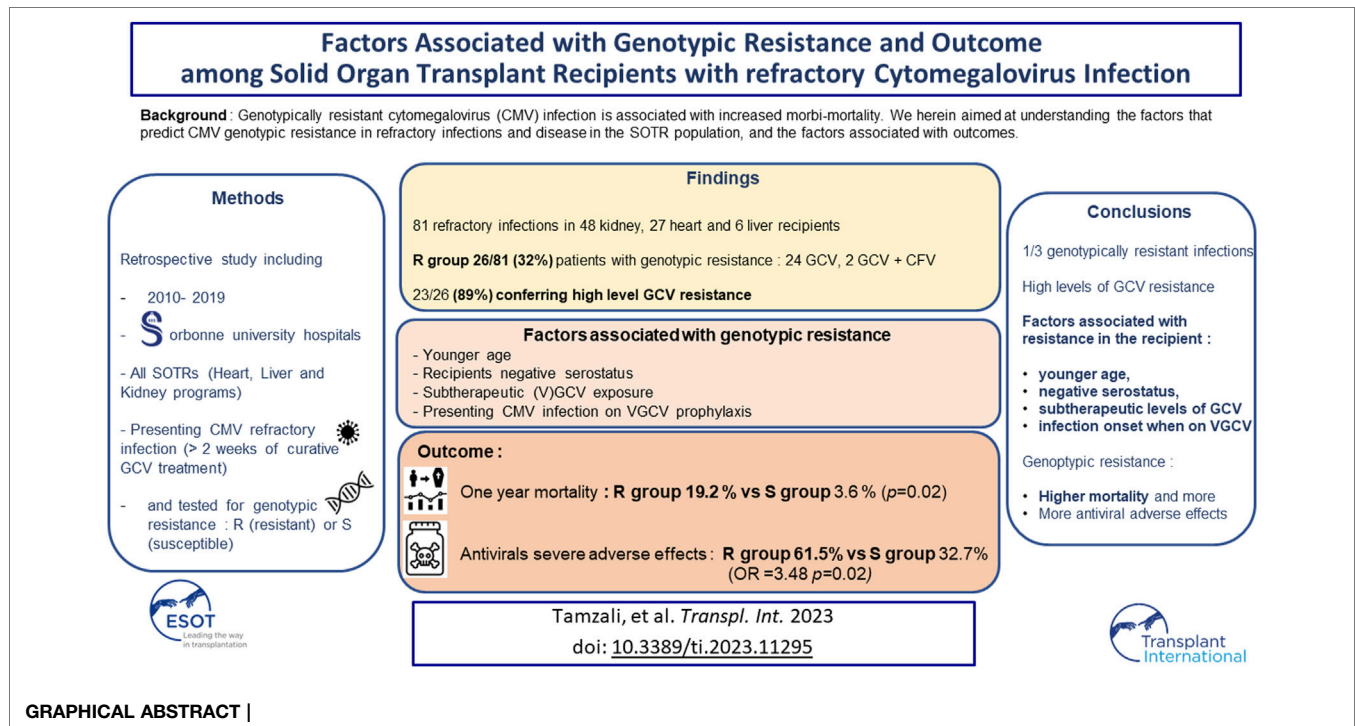 Factors Associated with Genotypic Resistance and Outcome
among Solid Organ Transplant Recipients with refractory Cytomegalovirus Infection
Background : Genotypically resistant cytomegalovirus (CMV) infection is associated with increased morbi-mortality. We herein aimed at understanding the factors that
predict CMV genotypic resistance in refractory infections and disease in the SOTR population, and the factors associated with outcomes.
Methods
Retrospective study including
- 2010- 2019
- Sorbonne university hospitals
- All SOTRs (Heart, Liver and
Kidney programs)
- Presenting CMV refractory
infection (> 2 weeks of curative
GCV treatment)
- and tested for genotypic
resistance : R (resistant) or S
(susceptible)
Findings
81 refractory infections in 48 kidney, 27 heart and 6 liver recipients
R group 26/81 (32%) patients with genotypic resistance : 24 GCV, 2 GCV + CFV
23/26 (89%) conferring high level GCV resistance
Factors associated with genotypic resistance
- Younger age
- Recipients negative serostatus
- Subtherapeutic (V)GCV exposure
- Presenting CMV infection on VGCV prophylaxis
Outcome :
One year mortality : R group 19.2 % vs S group 3.6 % (p=0.02)
Antivirals severe adverse effects : R group 61.5% vs S group 32.7%
(OR =3.48 p=0.02)
Conclusions
1/3 genotypically resistant infections
High levels of GCV resistance
Factors associated with
resistance in the recipient :
• younger age,
• negative serostatus,
• subtherapeutic levels of GCV
• infection onset when on VGCV
Genoptypic resistance :
• Higher mortality and more
• More antiviral adverse effects
ESOT
Leading the way
in transplantation
Tamzali, et al. Transpl. Int. 2023
doi: 10.3389/ti.2023.11295
Transplant
International
GRAPHICAL ABSTRACT |